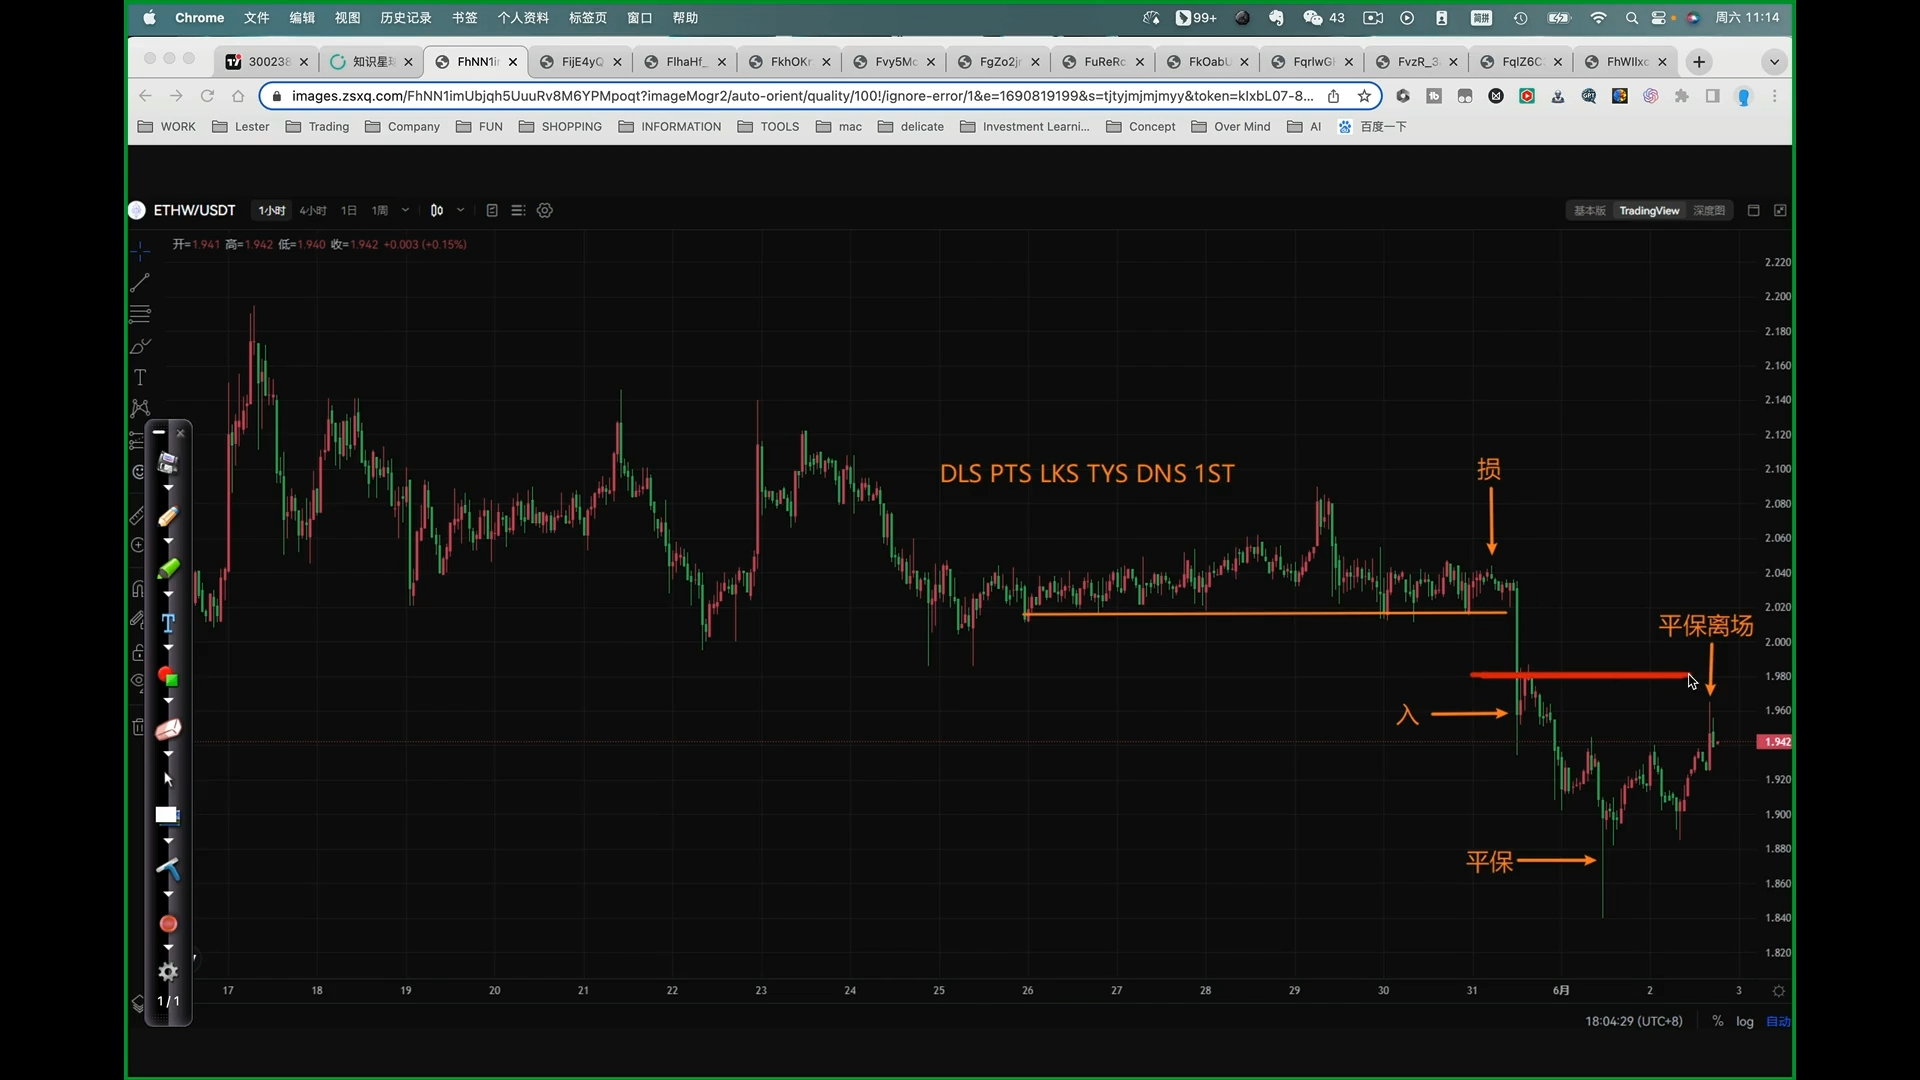 Chrome 文件 编辑 视图 历史记录 书签 个人资料 标签页 窗口 帮助 99+ 43 简拼 周六 11:14
300238 知识星球 FhNN1ir FijE4yQ FlhaHf_ FkhOKr Fvy5Mc FgZo2jr FuReRc FkOabU FqrlwGl FvzR_3 FqlZ6C FhWIlxc
images.zsxq.com/FhNN1imUbjqh5UuuRv8M6YPMpoqt?imageMogr2/auto-orient/quality/100!/ignore-error/1&e=1690819199&s=tjtyjmjmjmyy&token=kIxbL07-8...
WORK Lester Trading Company FUN SHOPPING INFORMATION TOOLS mac delicate Investment Learni... Concept Over Mind AI 百度一下
ETHW/USDT 1小时 4小时 1日 1周 基本版 TradingView 深度图
开=1.941 高=1.942 低=1.940 收=1.942 +0.003 (+0.15%)
2.220
2.200
2.180
2.160
2.140
2.120
2.100
2.080
2.060
2.040
2.020
2.000
1.980
1.960
1.942
1.920
1.900
1.880
1.860
1.840
1.820
DLS PTS LKS TYS DNS 1ST
损
平保离场
入
平保
17 18 19 20 21 22 23 24 25 26 27 28 29 30 31 6月 2 3
1/1
18:04:29 (UTC+8) % log 自动